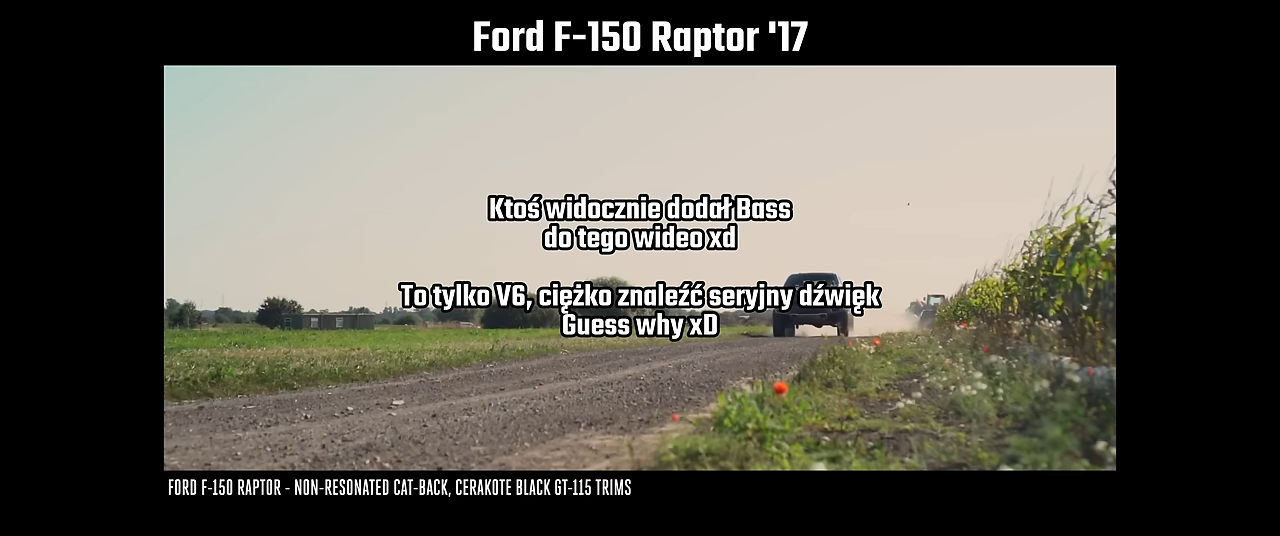 Ford F-150 Raptor '17
Ktoś widocznie dodał Bass
do tego wideo xd
To tylko V6, ciężko znaleźć seryjny dźwięk
Guess why xD
FORD F-150 RAPTOR - NON-RESONATED CAT-BACK, CERAKOTE BLACK GT-115 TRIMS